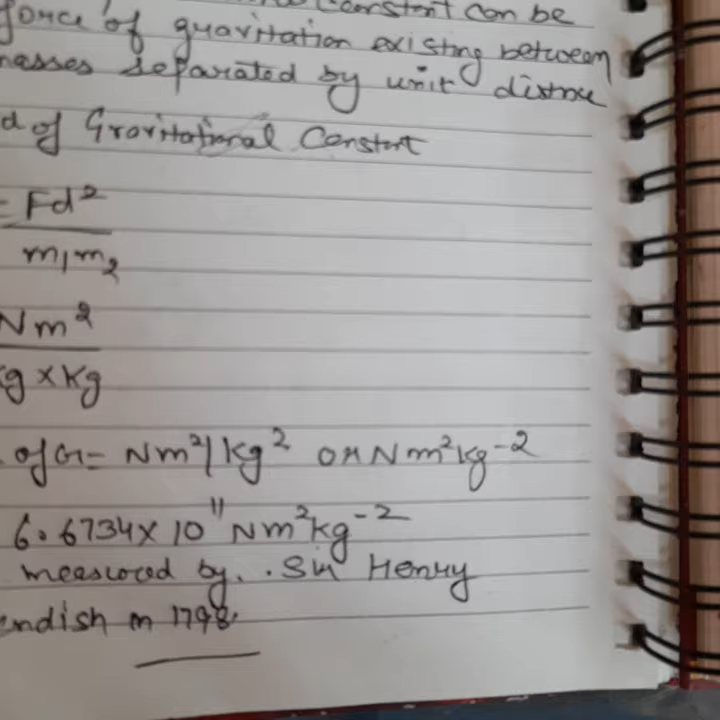 constant can be
force of gravitation existing between
masses separated by unit distnce
d of Gravitational Constant
= Fd²
m₁m₂
Nm²
g × Kg
of G = Nm²/kg² or Nm²kg⁻²
6.6734 × 10¹¹ Nm²kg⁻²
measured by. Sir Henry
endish in 1798.